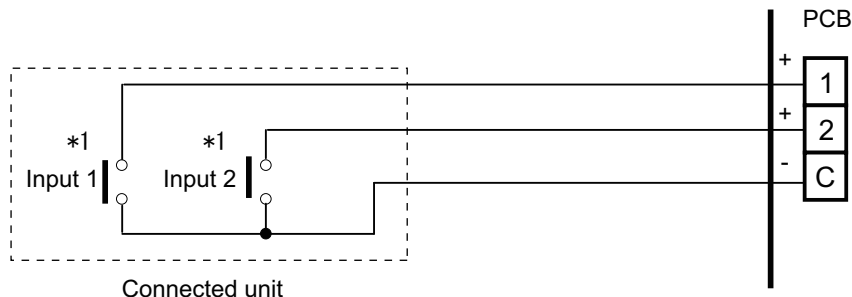 PCB
+
1
+
2
-
C
*1
Input 1
*1
Input 2
Connected unit